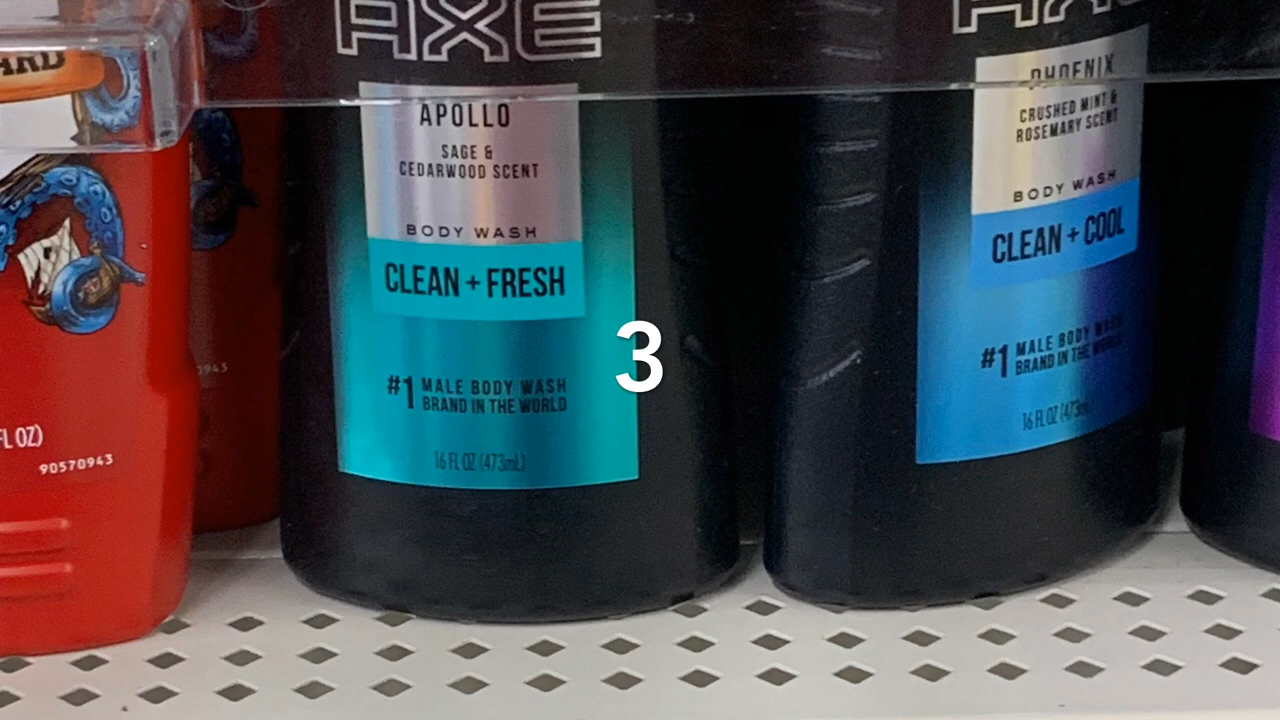 AXE
APOLLO
SAGE &
CEDARWOOD SCENT
BODY WASH
CLEAN + FRESH
#1 MALE BODY WASH
BRAND IN THE WORLD
16 FL OZ (473mL)
PHOENIX
CRUSHED MINT &
ROSEMARY SCENT
BODY WASH
CLEAN + COOL
#1 MALE BODY WASH
BRAND IN THE WORLD
16 FL OZ (473mL)
3
FL OZ)
90570943